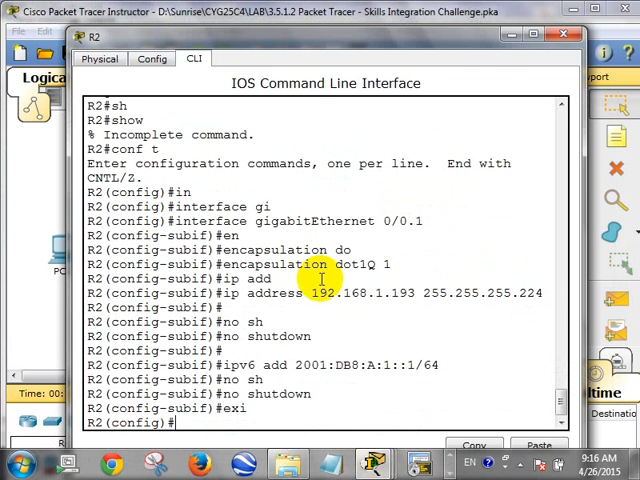 Cisco Packet Tracer Instructor - D:\Sunrise\CYG25C4\LAB\3.5.1.2 Packet Tracer - Skills Integration Challenge.pka
File
R2
Logical
Physical
Config
CLI
IOS Command Line Interface
R2#sh
R2#show
% Incomplete command.
R2#conf t
Enter configuration commands, one per line.  End with
CNTL/Z.
R2(config)#in
R2(config)#interface gi
R2(config)#interface gigabitEthernet 0/0.1
R2(config-subif)#en
R2(config-subif)#encapsulation do
R2(config-subif)#encapsulation dot1Q 1
R2(config-subif)#ip add
R2(config-subif)#ip address 192.168.1.193 255.255.255.224
R2(config-subif)#
R2(config-subif)#no sh
R2(config-subif)#no shutdown
R2(config-subif)#
R2(config-subif)#ipv6 add 2001:DB8:A:1::1/64
R2(config-subif)#no sh
R2(config-subif)#no shutdown
R2(config-subif)#exi
R2(config)#
Copy
Paste
Time: 00:
Destinatio
EN
9:16 AM
4/26/2015